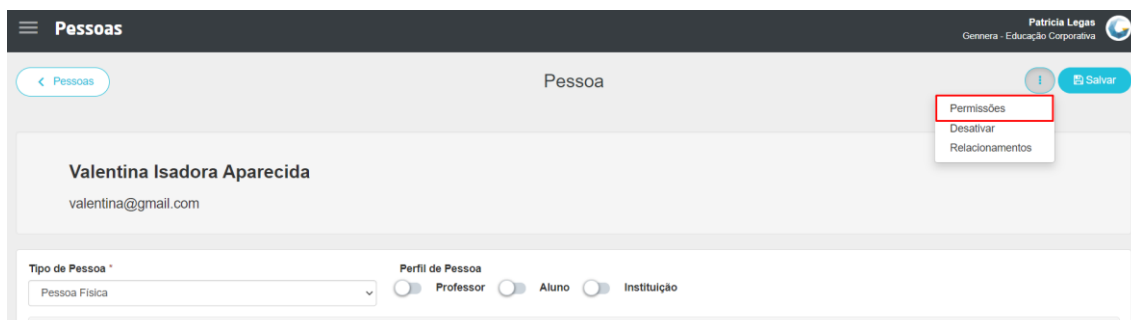 Pessoas
Patricia Legas
Gennera - Educação Corporativa
Pessoas
Pessoa
Salvar
Permissões
Desativar
Relacionamentos
Valentina Isadora Aparecida
valentina@gmail.com
Tipo de Pessoa *
Perfil de Pessoa
Pessoa Física
Professor
Aluno
Instituição